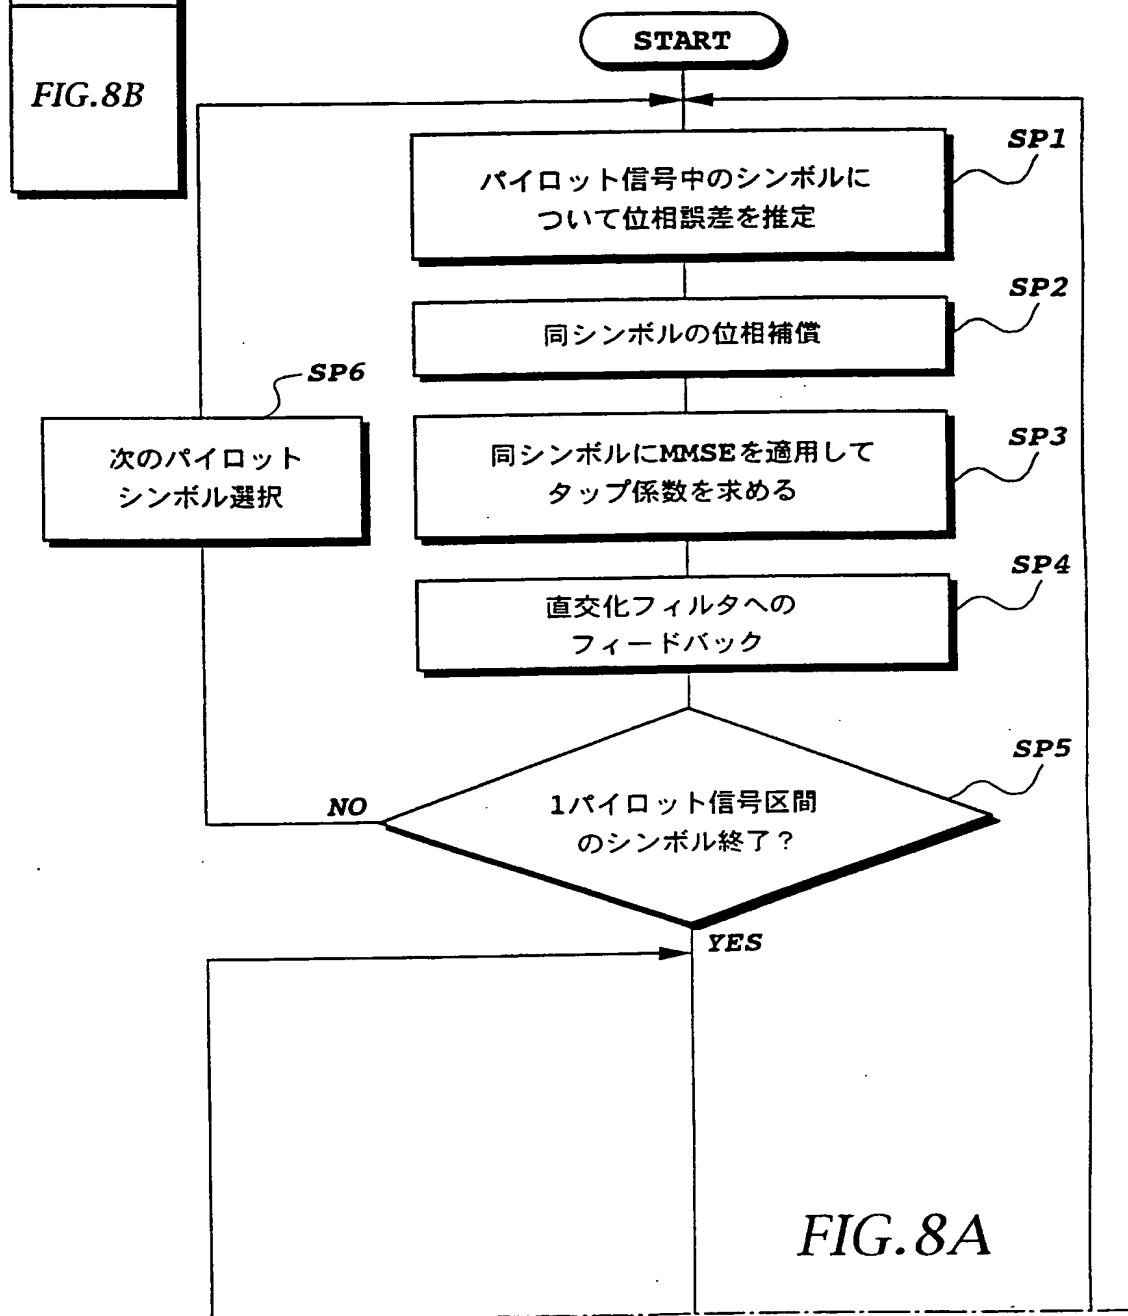 FIG.8B
START
SP1
パイロット信号中のシンボルに
ついて位相誤差を推定
SP2
同シンボルの位相補償
SP6
次のパイロット
シンボル選択
SP3
同シンボルにMMSEを適用して
タップ係数を求める
SP4
直交化フィルタへの
フィードバック
SP5
NO
1パイロット信号区間
のシンボル終了?
YES
FIG.8A